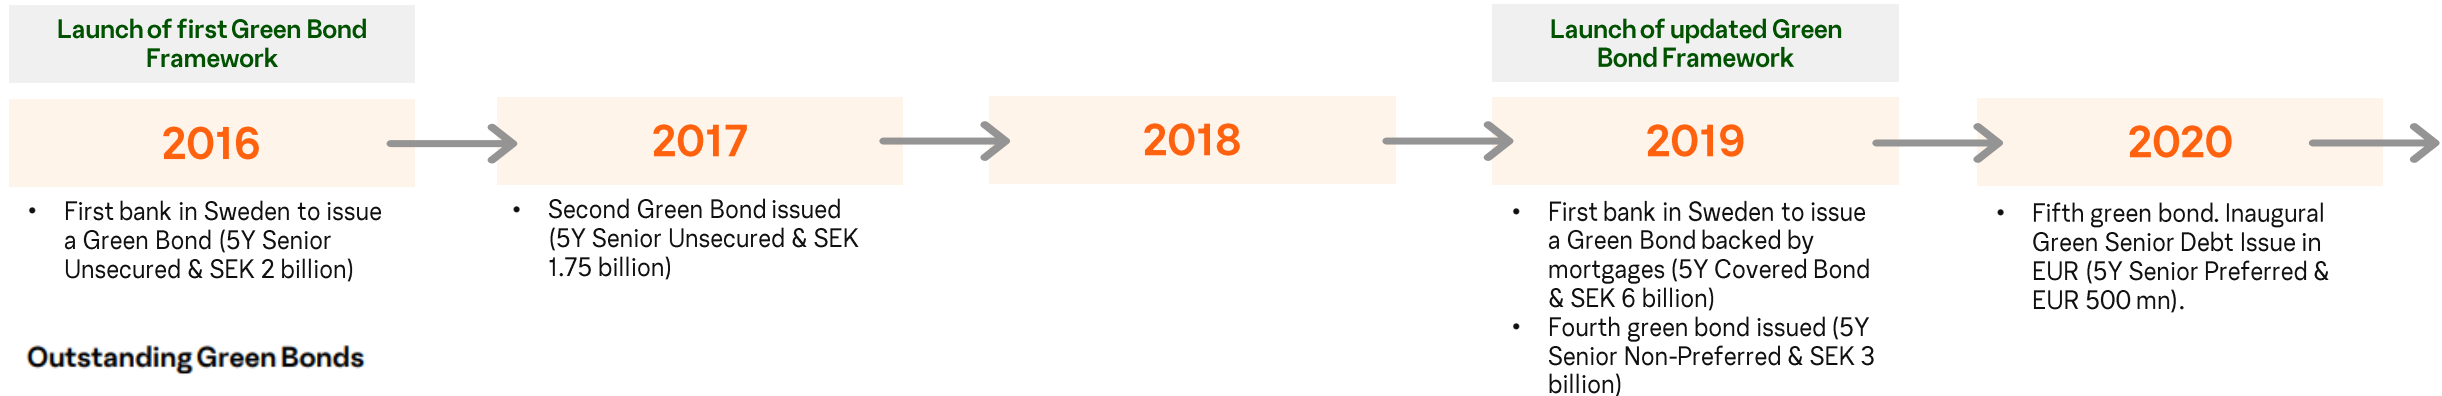 Launch of first Green Bond
Framework
2016
• First bank in Sweden to issue
a Green Bond (5Y Senior
Unsecured & SEK 2 billion)
2017
• Second Green Bond issued
(5Y Senior Unsecured & SEK
1.75 billion)
2018
Launch of updated Green
Bond Framework
2019
• First bank in Sweden to issue
a Green Bond backed by
mortgages (5Y Covered Bond
& SEK 6 billion)
• Fourth green bond issued (5Y
Senior Non-Preferred & SEK 3
billion)
2020
• Fifth green bond. Inaugural
Green Senior Debt Issue in
EUR (5Y Senior Preferred &
EUR 500 mn).
Outstanding Green Bonds